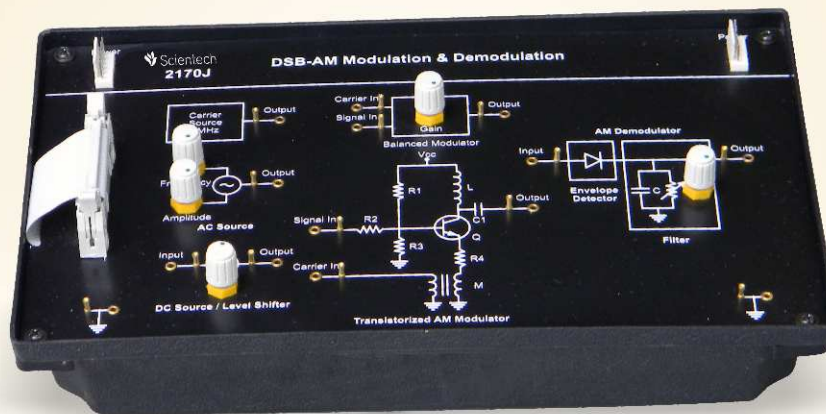 Scientech
2170J
DSB-AM Modulation & Demodulation
Carrier
Source
MHz
Output
Carrier In
Signal In
Gain
Output
Balanced Modulator
Vcc
AM Demodulator
Input
Output
Envelope
Detector
C
Filter
Output
Amplitude
AC Source
R1
L
C1
Output
Signal In
R2
Q
R3
R4
Input
Output
DC Source / Level Shifter
Carrier In
M
Transistorized AM Modulator